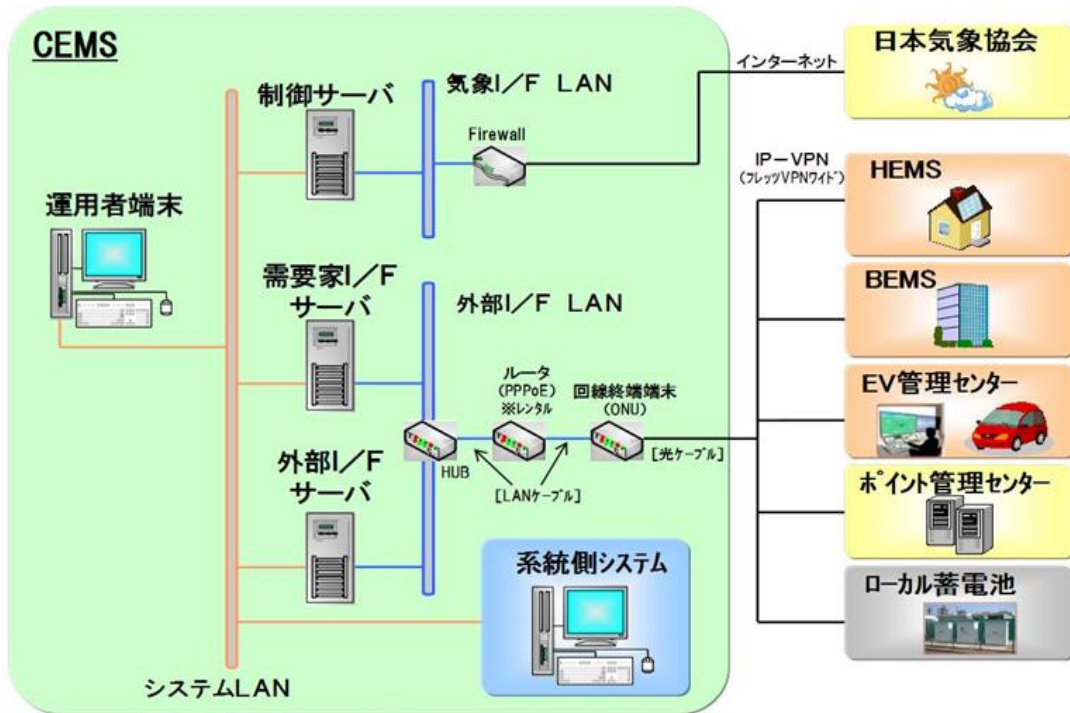 CEMS
制御サーバ
気象I/F LAN
Firewall
インターネット
日本気象協会
IP-VPN
(フレッツVPNワイド)
HEMS
運用者端末
需要家I/F
サーバ
外部I/F LAN
BEMS
ルータ
(PPPoE)
※レンタル
回線終端端末
(ONU)
EV管理センター
外部I/F
サーバ
HUB
[LANケーブル]
[光ケーブル]
ポイント管理センター
系統側システム
ローカル蓄電池
システムLAN